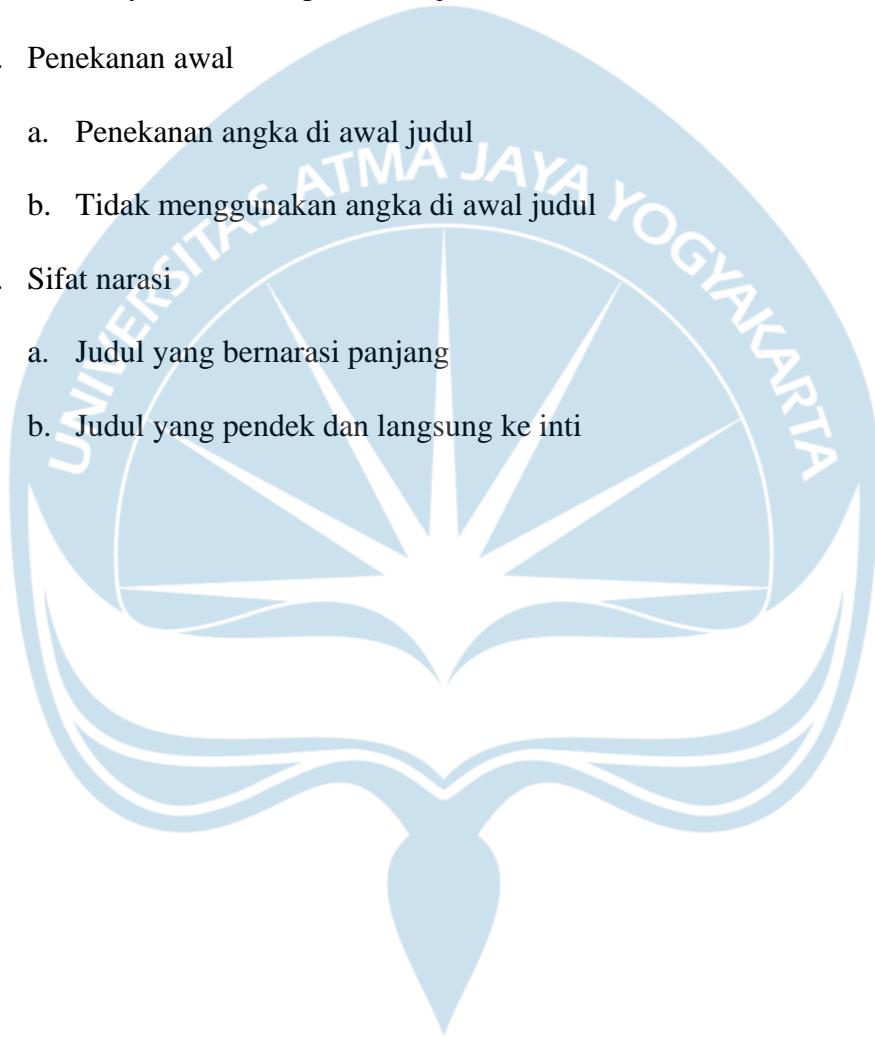 . Penekanan awal
a. Penekanan angka di awal judul
b. Tidak menggunakan angka di awal judul
. Sifat narasi
a. Judul yang bernarasi panjang
b. Judul yang pendek dan langsung ke inti
UNIVERSITAS ATMA JAYA YOGYAKARTA